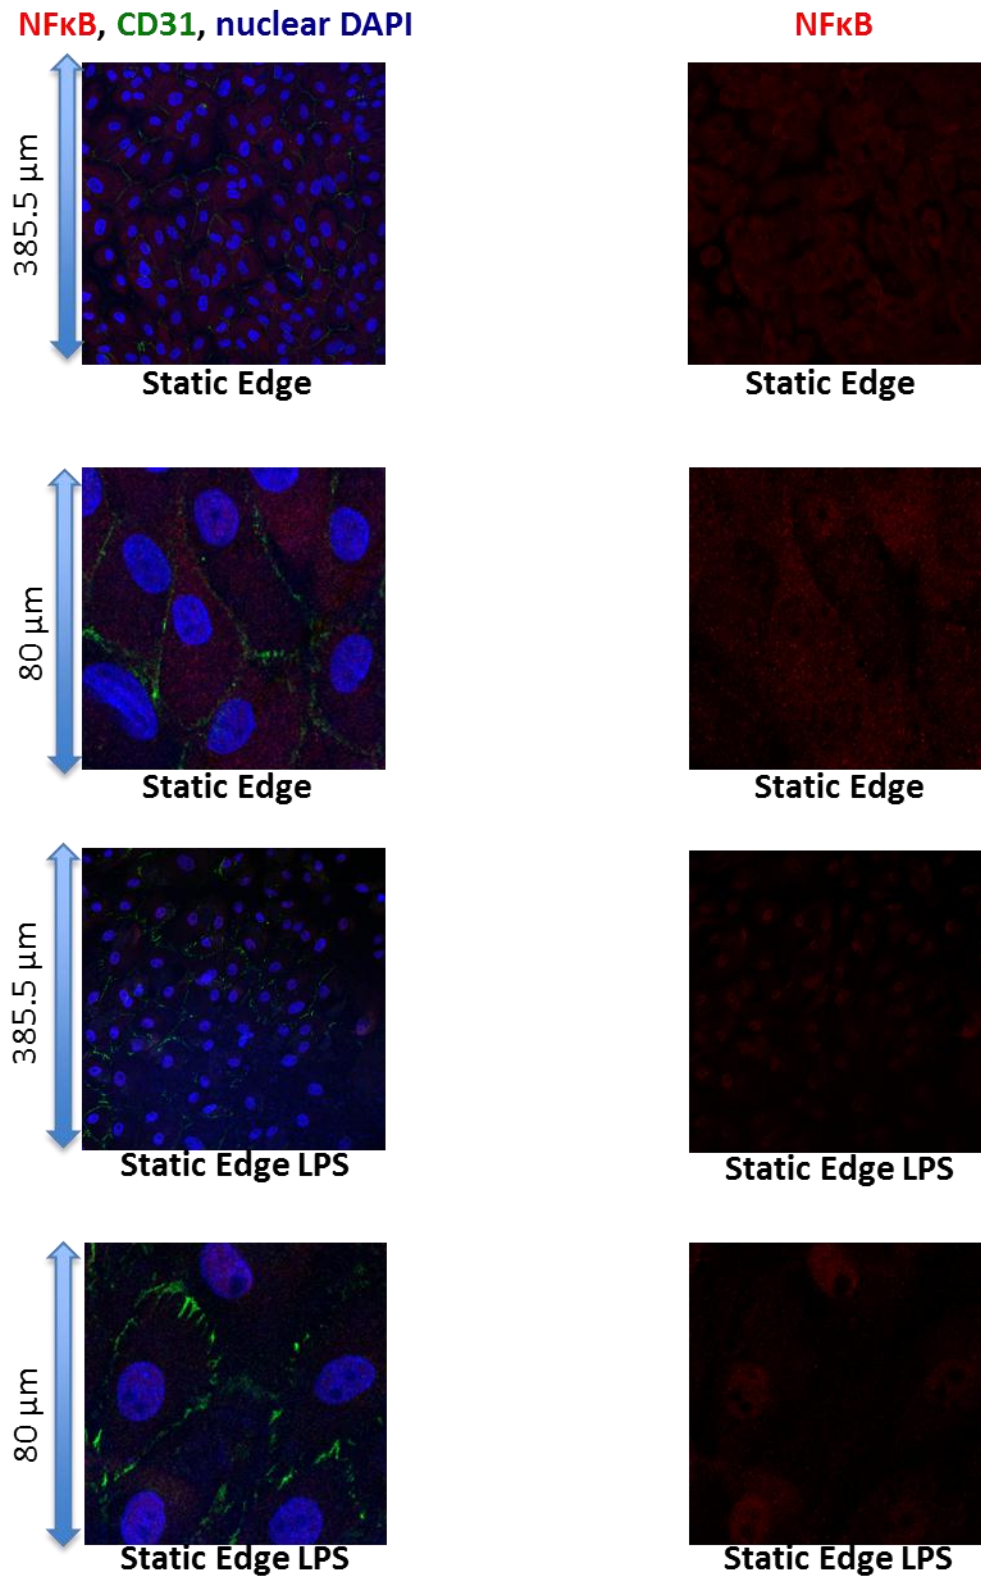 NFκB, CD31, nuclear DAPI
NFκB
385.5 µm
Static Edge
Static Edge
80 µm
Static Edge
Static Edge
385.5 µm
Static Edge LPS
Static Edge LPS
80 µm
Static Edge LPS
Static Edge LPS